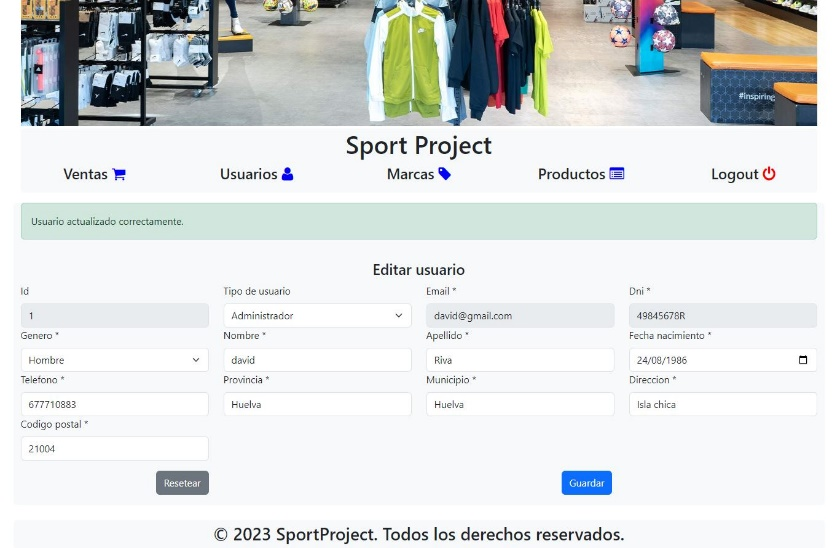 #inspiring
Sport Project
Ventas Usuarios Marcas Productos Logout
Usuario actualizado correctamente.
Editar usuario
Id Tipo de usuario Email * Dni *
1 Administrador david@gmail.com 49845678R
Genero * Nombre * Apellido * Fecha nacimiento *
Hombre david Riva 24/08/1986
Telefono * Provincia * Municipio * Direccion *
677710883 Huelva Huelva Isla chica
Codigo postal *
21004
Resetear Guardar
© 2023 SportProject. Todos los derechos reservados.